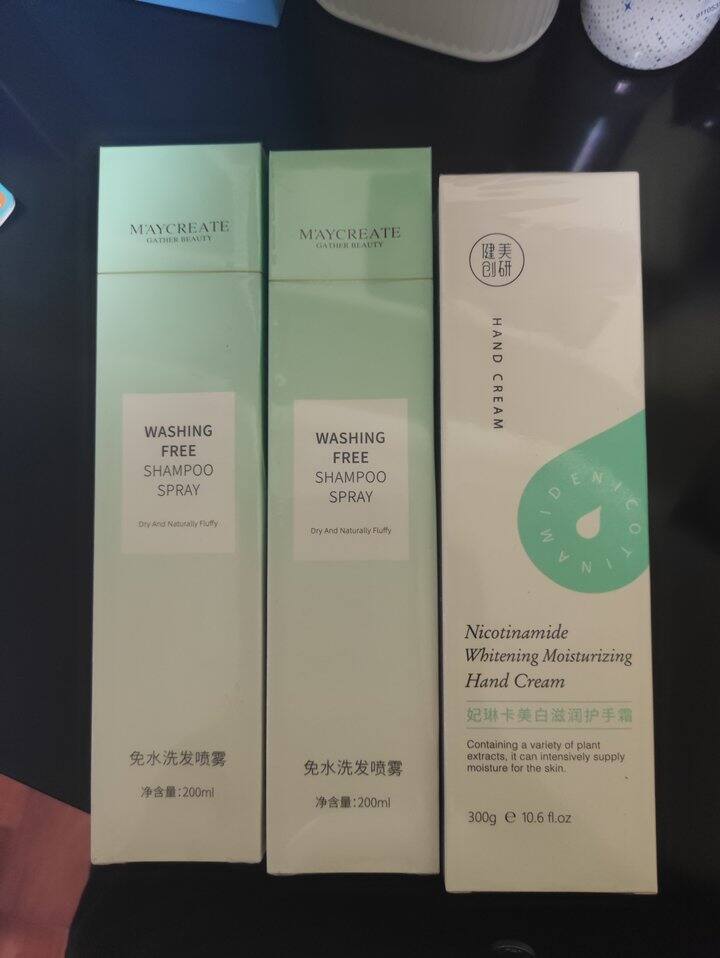 M'AYCREATE
GATHER BEAUTY
WASHING
FREE
SHAMPOO
SPRAY
Dry And Naturally Fluffy
免水洗发喷雾
净含量:200ml
M'AYCREATE
GATHER BEAUTY
WASHING
FREE
SHAMPOO
SPRAY
Dry And Naturally Fluffy
免水洗发喷雾
净含量:200ml
健美
创研
HAND CREAM
NICOTINAMIDE
Nicotinamide
Whitening Moisturizing
Hand Cream
妃琳卡美白滋润护手霜
Containing a variety of plant
extracts, it can intensively supply
moisture for the skin.
300g e 10.6 fl.oz